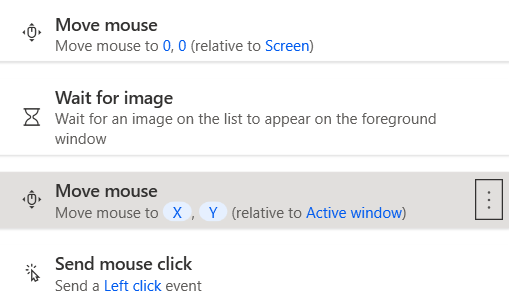 Move mouse
Move mouse to 0, 0 (relative to Screen)
Wait for image
Wait for an image on the list to appear on the foreground
window
Move mouse
Move mouse to X , Y (relative to Active window)
Send mouse click
Send a Left click event